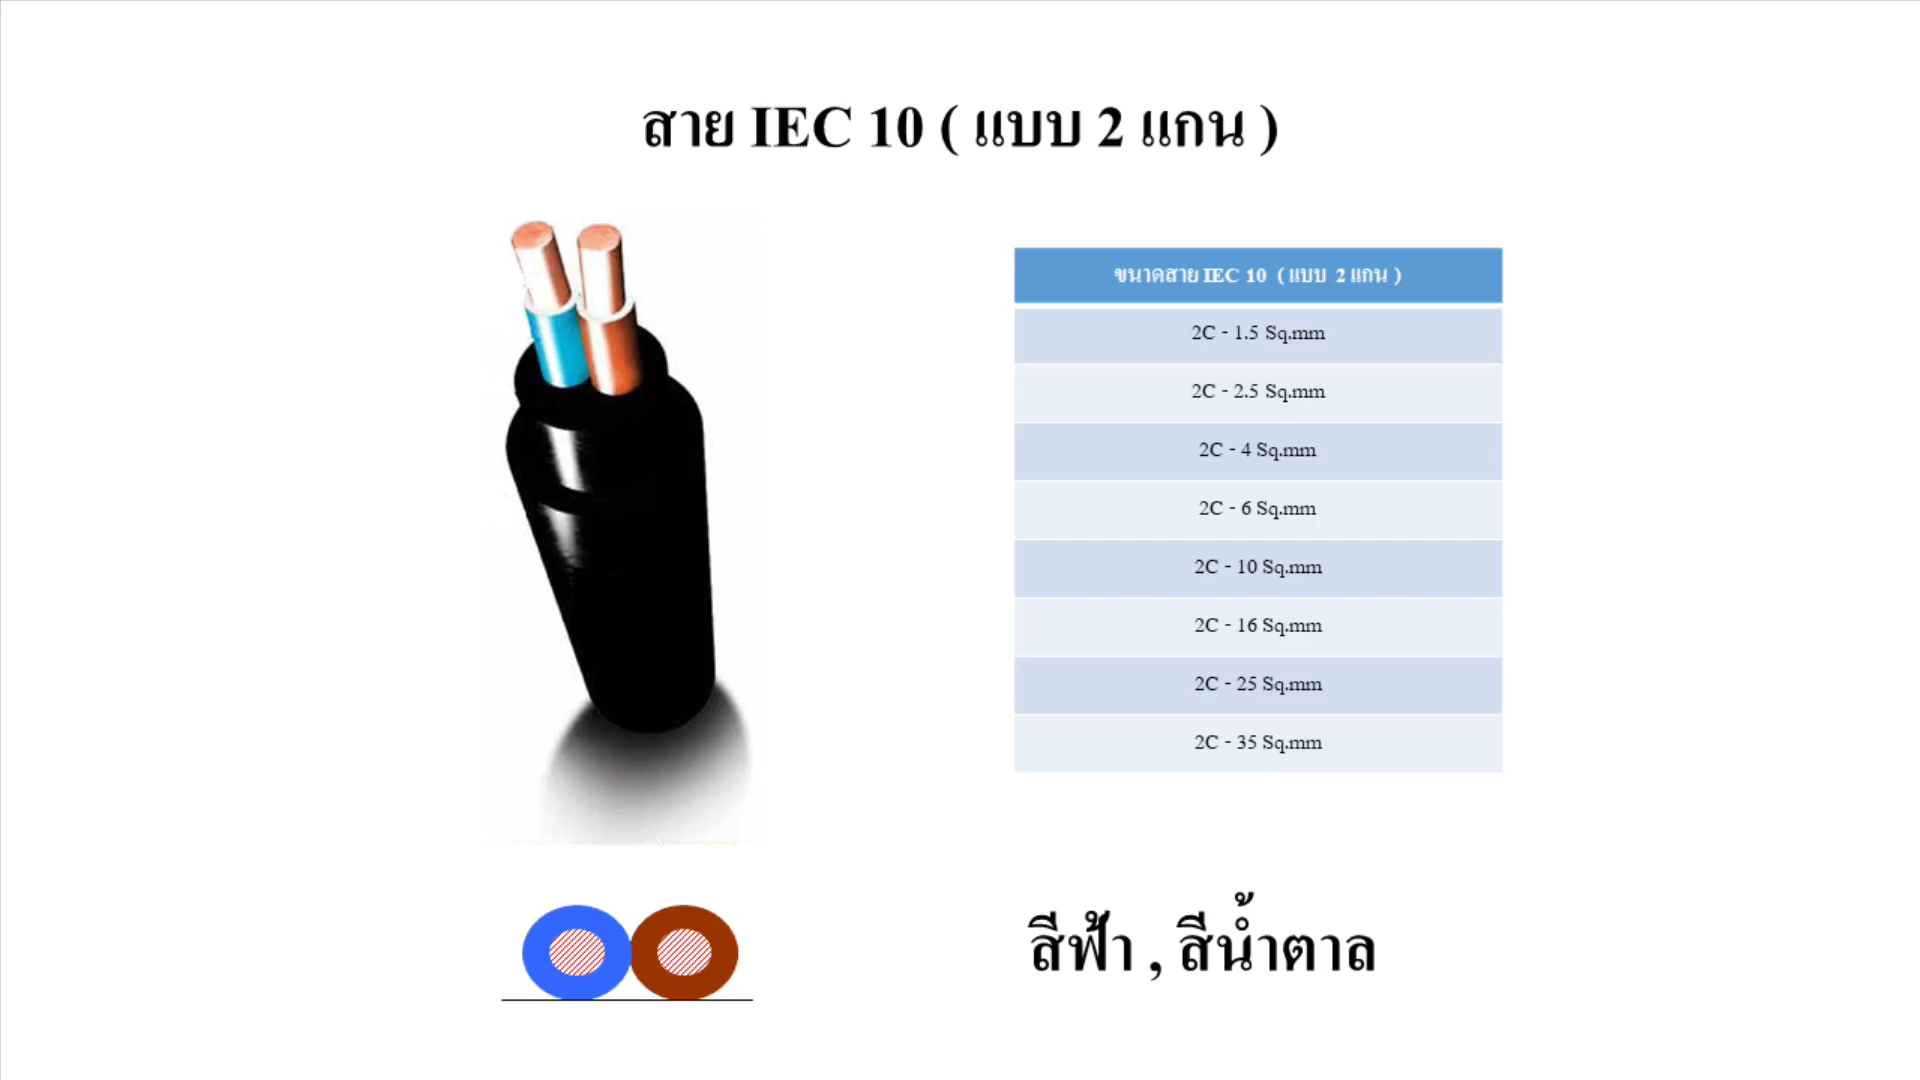 สาย IEC 10 ( แบบ 2 แกน )
ขนาดสาย IEC 10 ( แบบ 2 แกน )
2C - 1.5 Sq.mm
2C - 2.5 Sq.mm
2C - 4 Sq.mm
2C - 6 Sq.mm
2C - 10 Sq.mm
2C - 16 Sq.mm
2C - 25 Sq.mm
2C - 35 Sq.mm
สีฟ้า , สีน้ำตาล